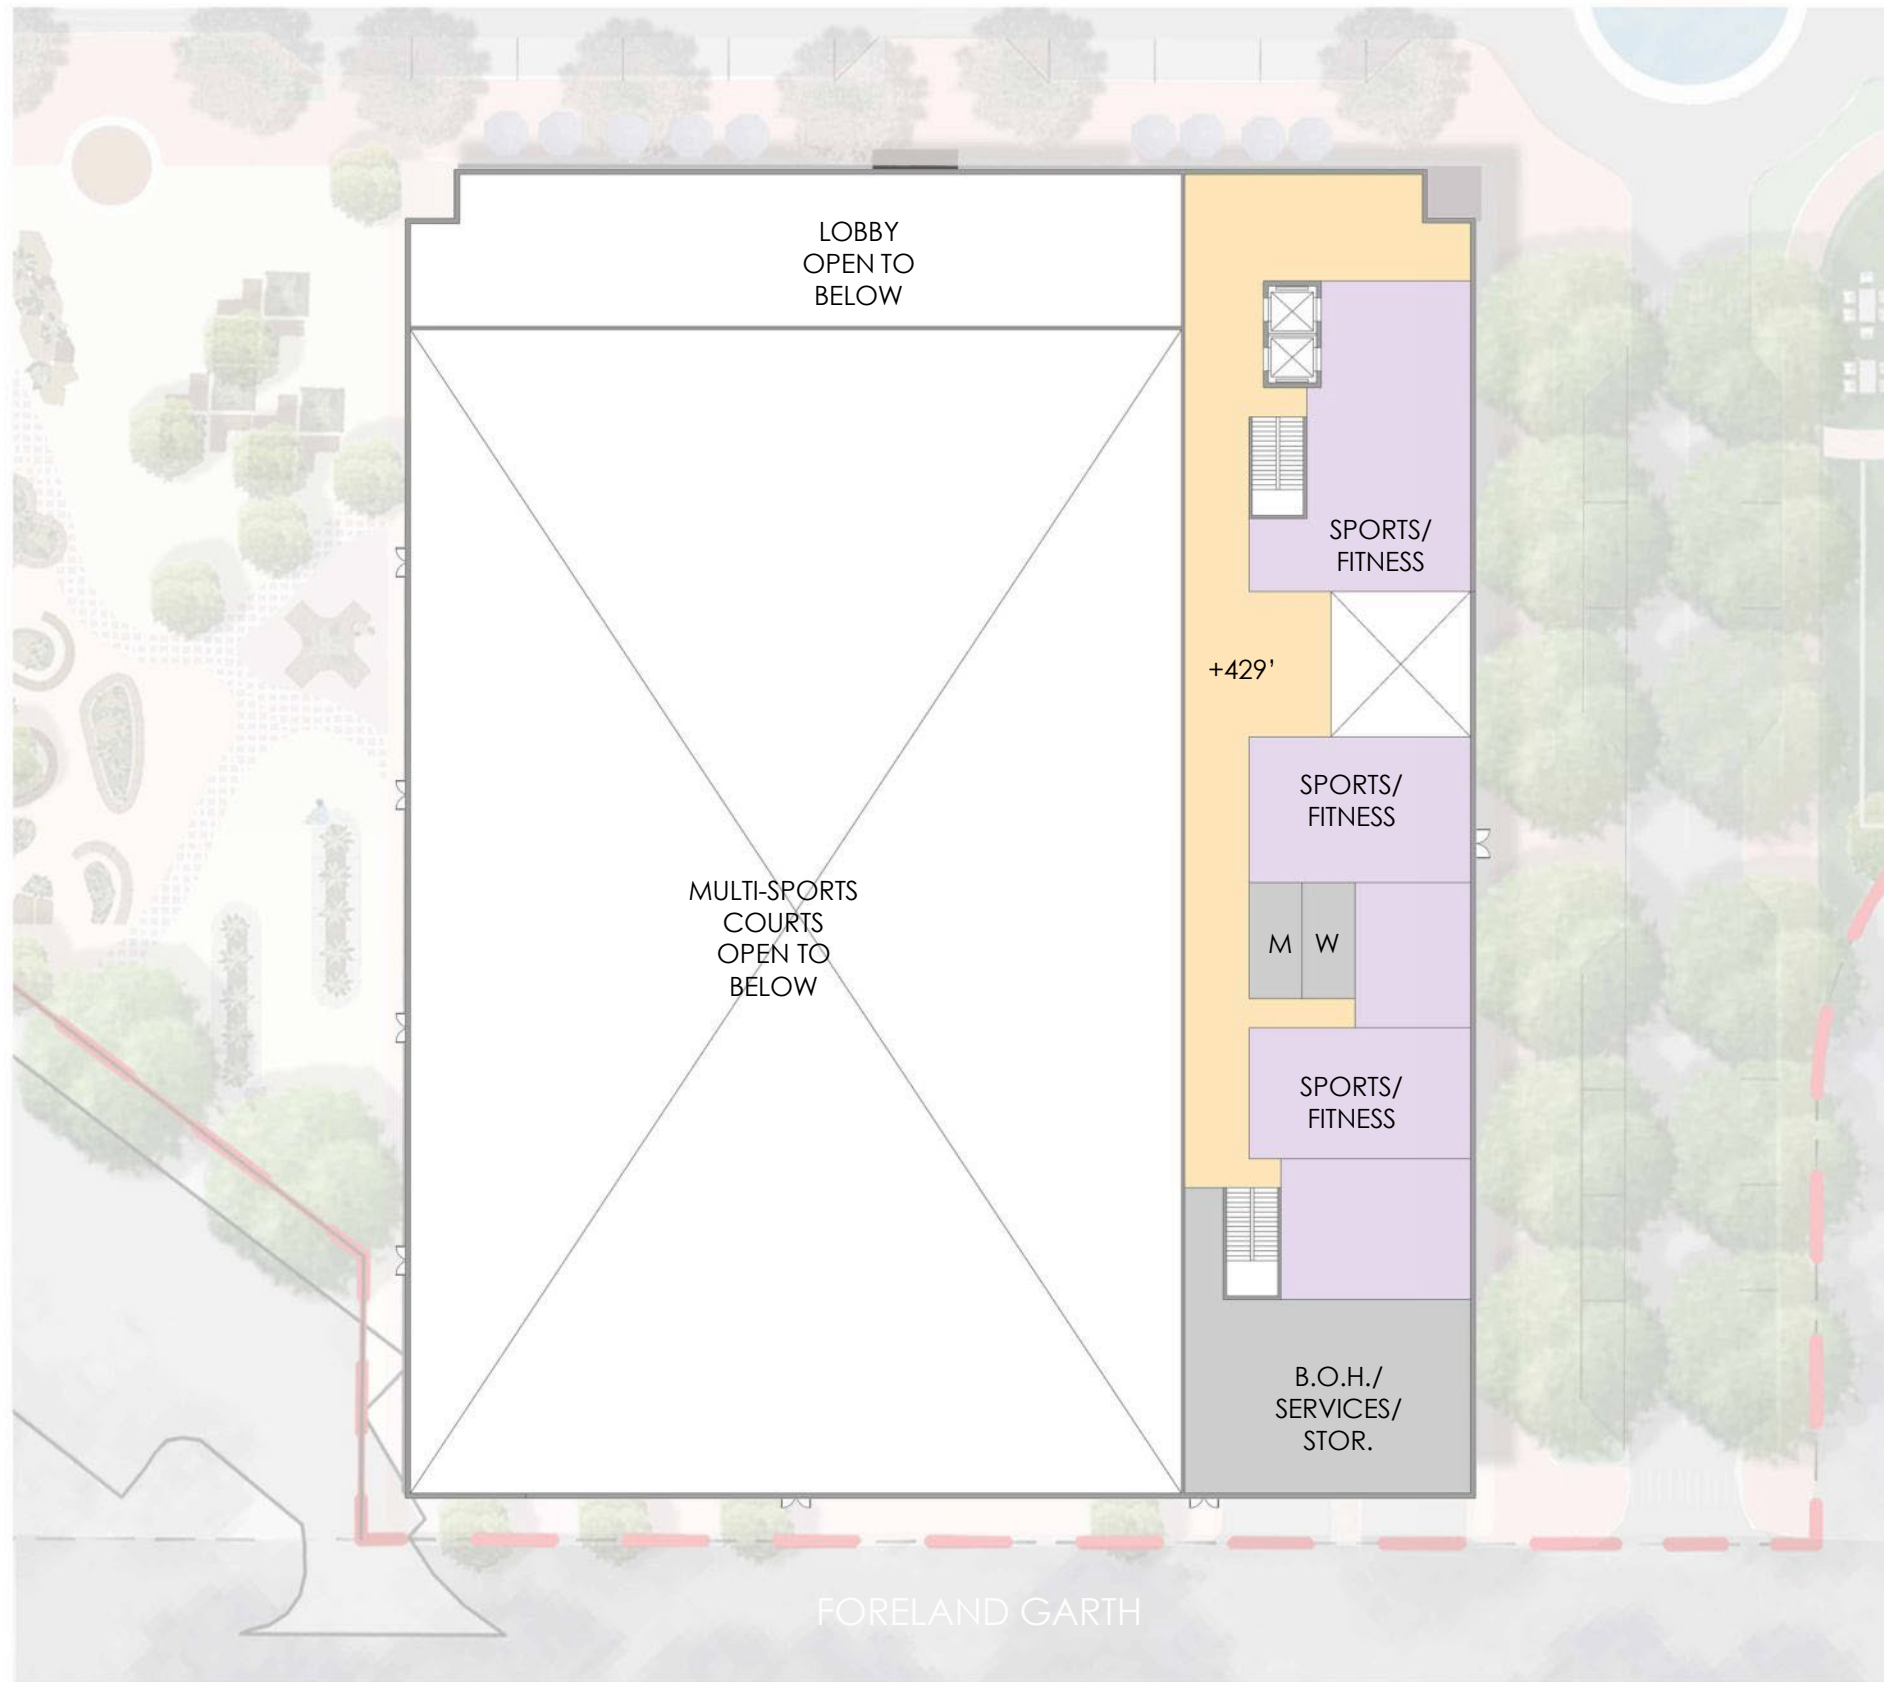 LOBBY
OPEN TO
BELOW
SPORTS/
FITNESS
+429'
SPORTS/
FITNESS
MULTI-SPORTS
COURTS
OPEN TO
BELOW
M W
SPORTS/
FITNESS
B.O.H./
SERVICES/
STOR.
FORELAND GARTH